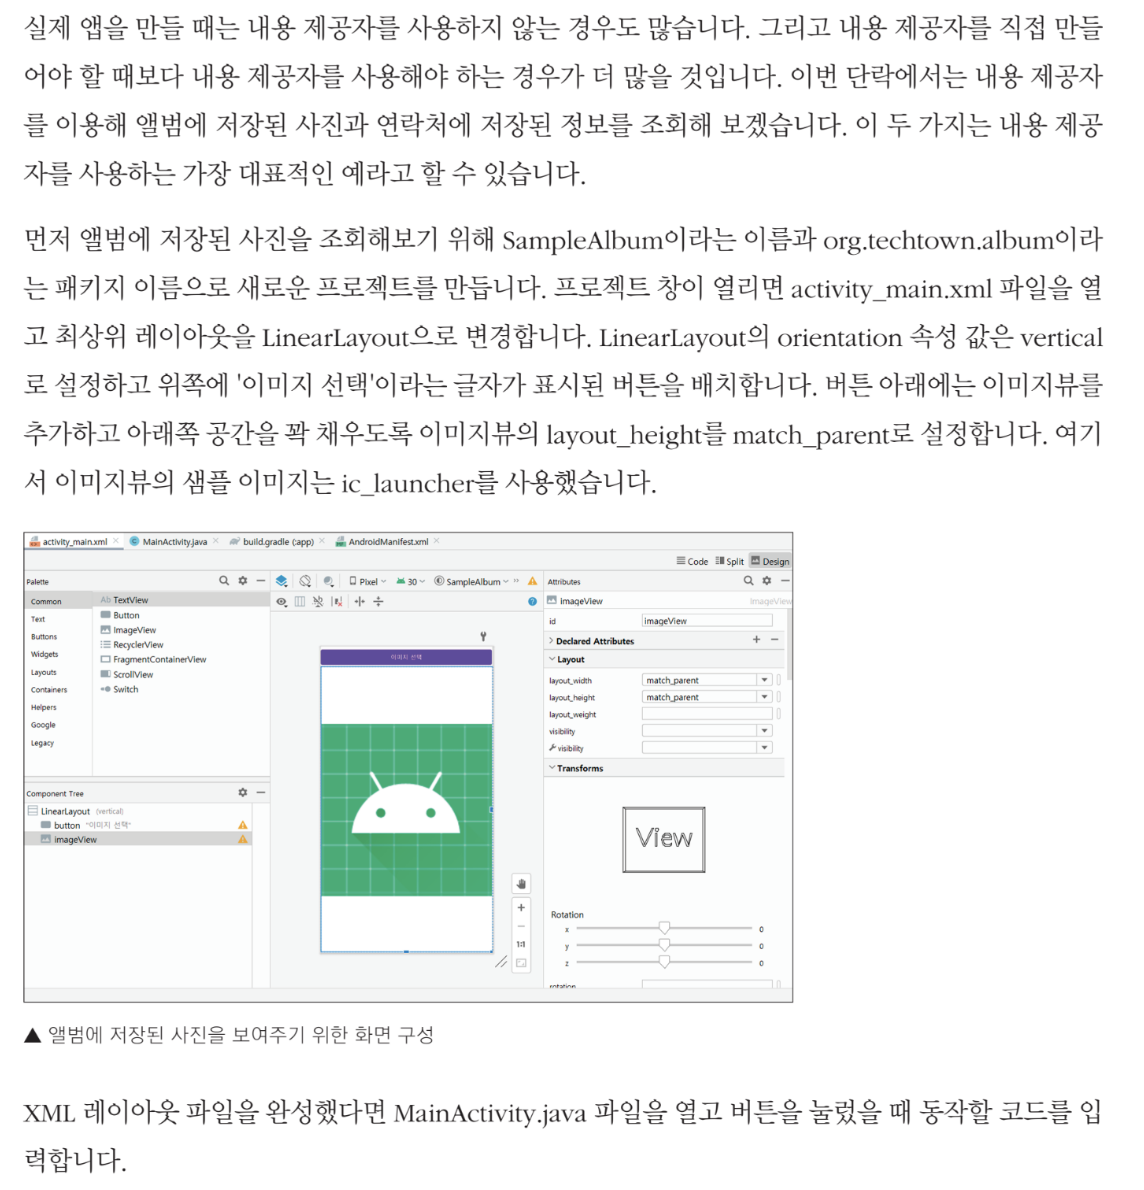 실제 앱을 만들 때는 내용 제공자를 사용하지 않는 경우도 많습니다. 그리고 내용 제공자를 직접 만들
어야 할 때보다 내용 제공자를 사용해야 하는 경우가 더 많을 것입니다. 이번 단락에서는 내용 제공자
를 이용해 앨범에 저장된 사진과 연락처에 저장된 정보를 조회해 보겠습니다. 이 두 가지는 내용 제공
자를 사용하는 가장 대표적인 예라고 할 수 있습니다.
먼저 앨범에 저장된 사진을 조회해보기 위해 SampleAlbum이라는 이름과 org.techtown.album이라
는 패키지 이름으로 새로운 프로젝트를 만듭니다. 프로젝트 창이 열리면 activity_main.xml 파일을 열
고 최상위 레이아웃을 LinearLayout으로 변경합니다. LinearLayout의 orientation 속성 값은 vertical
로 설정하고 위쪽에 '이미지 선택'이라는 글자가 표시된 버튼을 배치합니다. 버튼 아래에는 이미지뷰를
추가하고 아래쪽 공간을 꽉 채우도록 이미지뷰의 layout_height를 match_parent로 설정합니다. 여기
서 이미지뷰의 샘플 이미지는 ic_launcher를 사용했습니다.
activity_main.xml MainActivity.java build.gradle (:app) AndroidManifest.xml
Code Split Design
Palette
Common
Text
Buttons
Widgets
Layouts
Containers
Helpers
Google
Legacy
Ab TextView
Button
ImageView
RecyclerView
FragmentContainerView
ScrollView
Switch
Component Tree
LinearLayout (vertical)
button "이미지 선택"
imageView
Pixel 30 SampleAlbum
이미지 선택
1:1
Attributes
imageView ImageView
id imageView
Declared Attributes
Layout
layout_width match_parent
layout_height match_parent
layout_weight
visibility
visibility
Transforms
View
Rotation
x 0
y 0
z 0
rotation
▲ 앨범에 저장된 사진을 보여주기 위한 화면 구성
XML 레이아웃 파일을 완성했다면 MainActivity.java 파일을 열고 버튼을 눌렀을 때 동작할 코드를 입
력합니다.